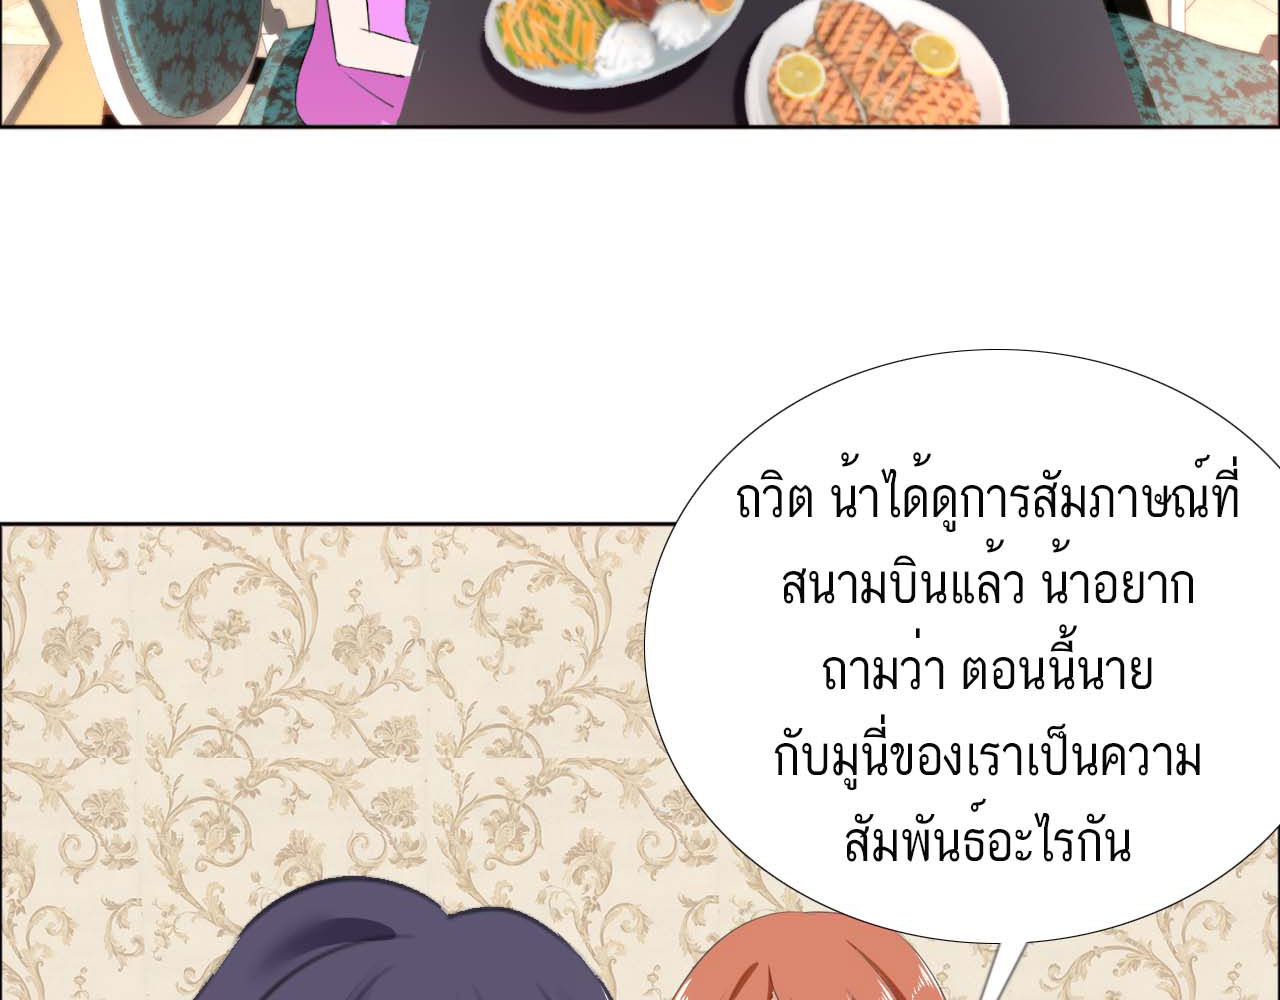 ถวิต น้าได้ดูการสัมภาษณ์ที่
สนามบินแล้ว น้าอยาก
ถามว่า ตอนนี้นาย
กับมูนี่ของเราเป็นความ
สัมพันธ์อะไรกัน